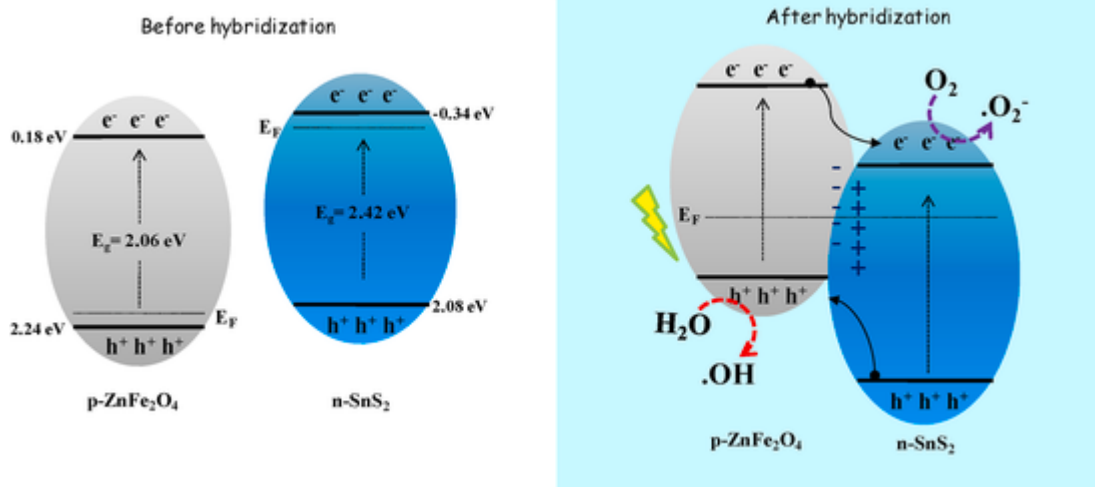 Before hybridization
e⁻ e⁻ e⁻
0.18 eV
E_g= 2.06 eV
E_F
2.24 eV
h⁺ h⁺ h⁺
p-ZnFe₂O₄
e⁻ e⁻ e⁻
-0.34 eV
E_F
E_g= 2.42 eV
2.08 eV
h⁺ h⁺ h⁺
n-SnS₂
After hybridization
e⁻ e⁻ e⁻
O₂
.O₂⁻
e⁻ e⁻ e⁻
- +
- +
- +
- +
- +
+
E_F
h⁺ h⁺ h⁺
H₂O
.OH
h⁺ h⁺ h⁺
p-ZnFe₂O₄
n-SnS₂